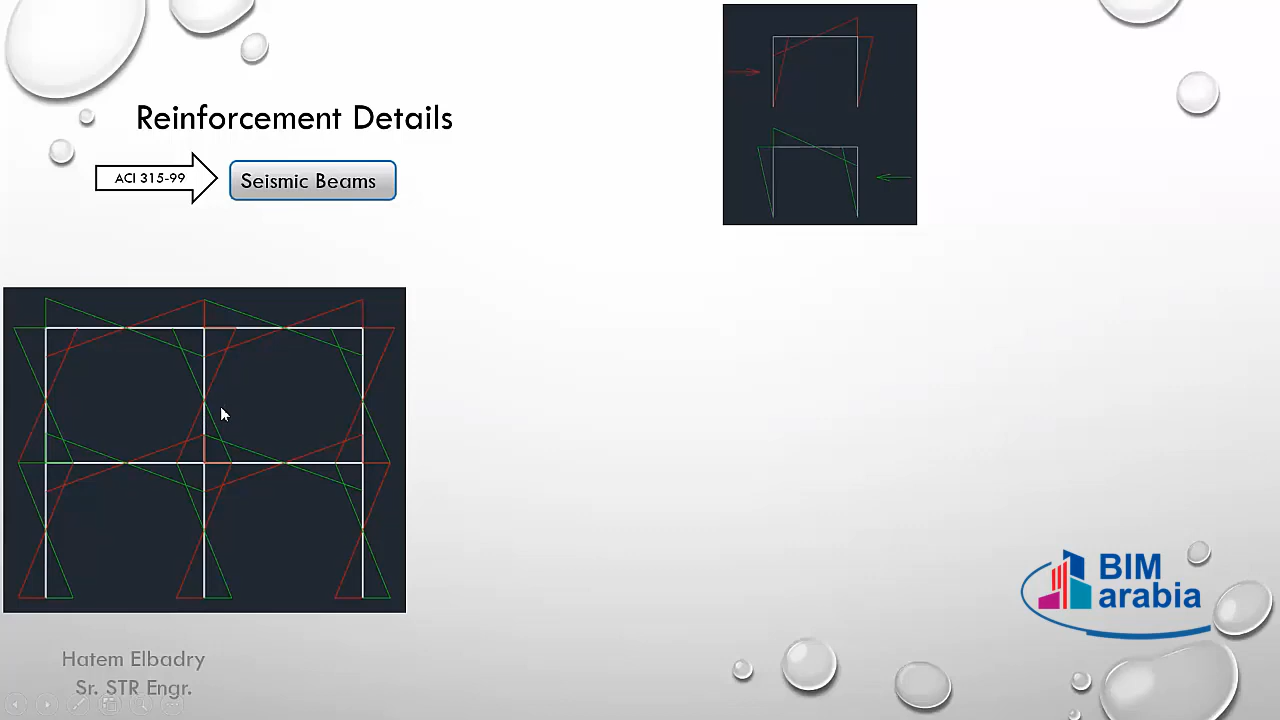 Reinforcement Details
ACI 315-99
Seismic Beams
BIM
arabia
Hatem Elbadry
Sr. STR Engr.